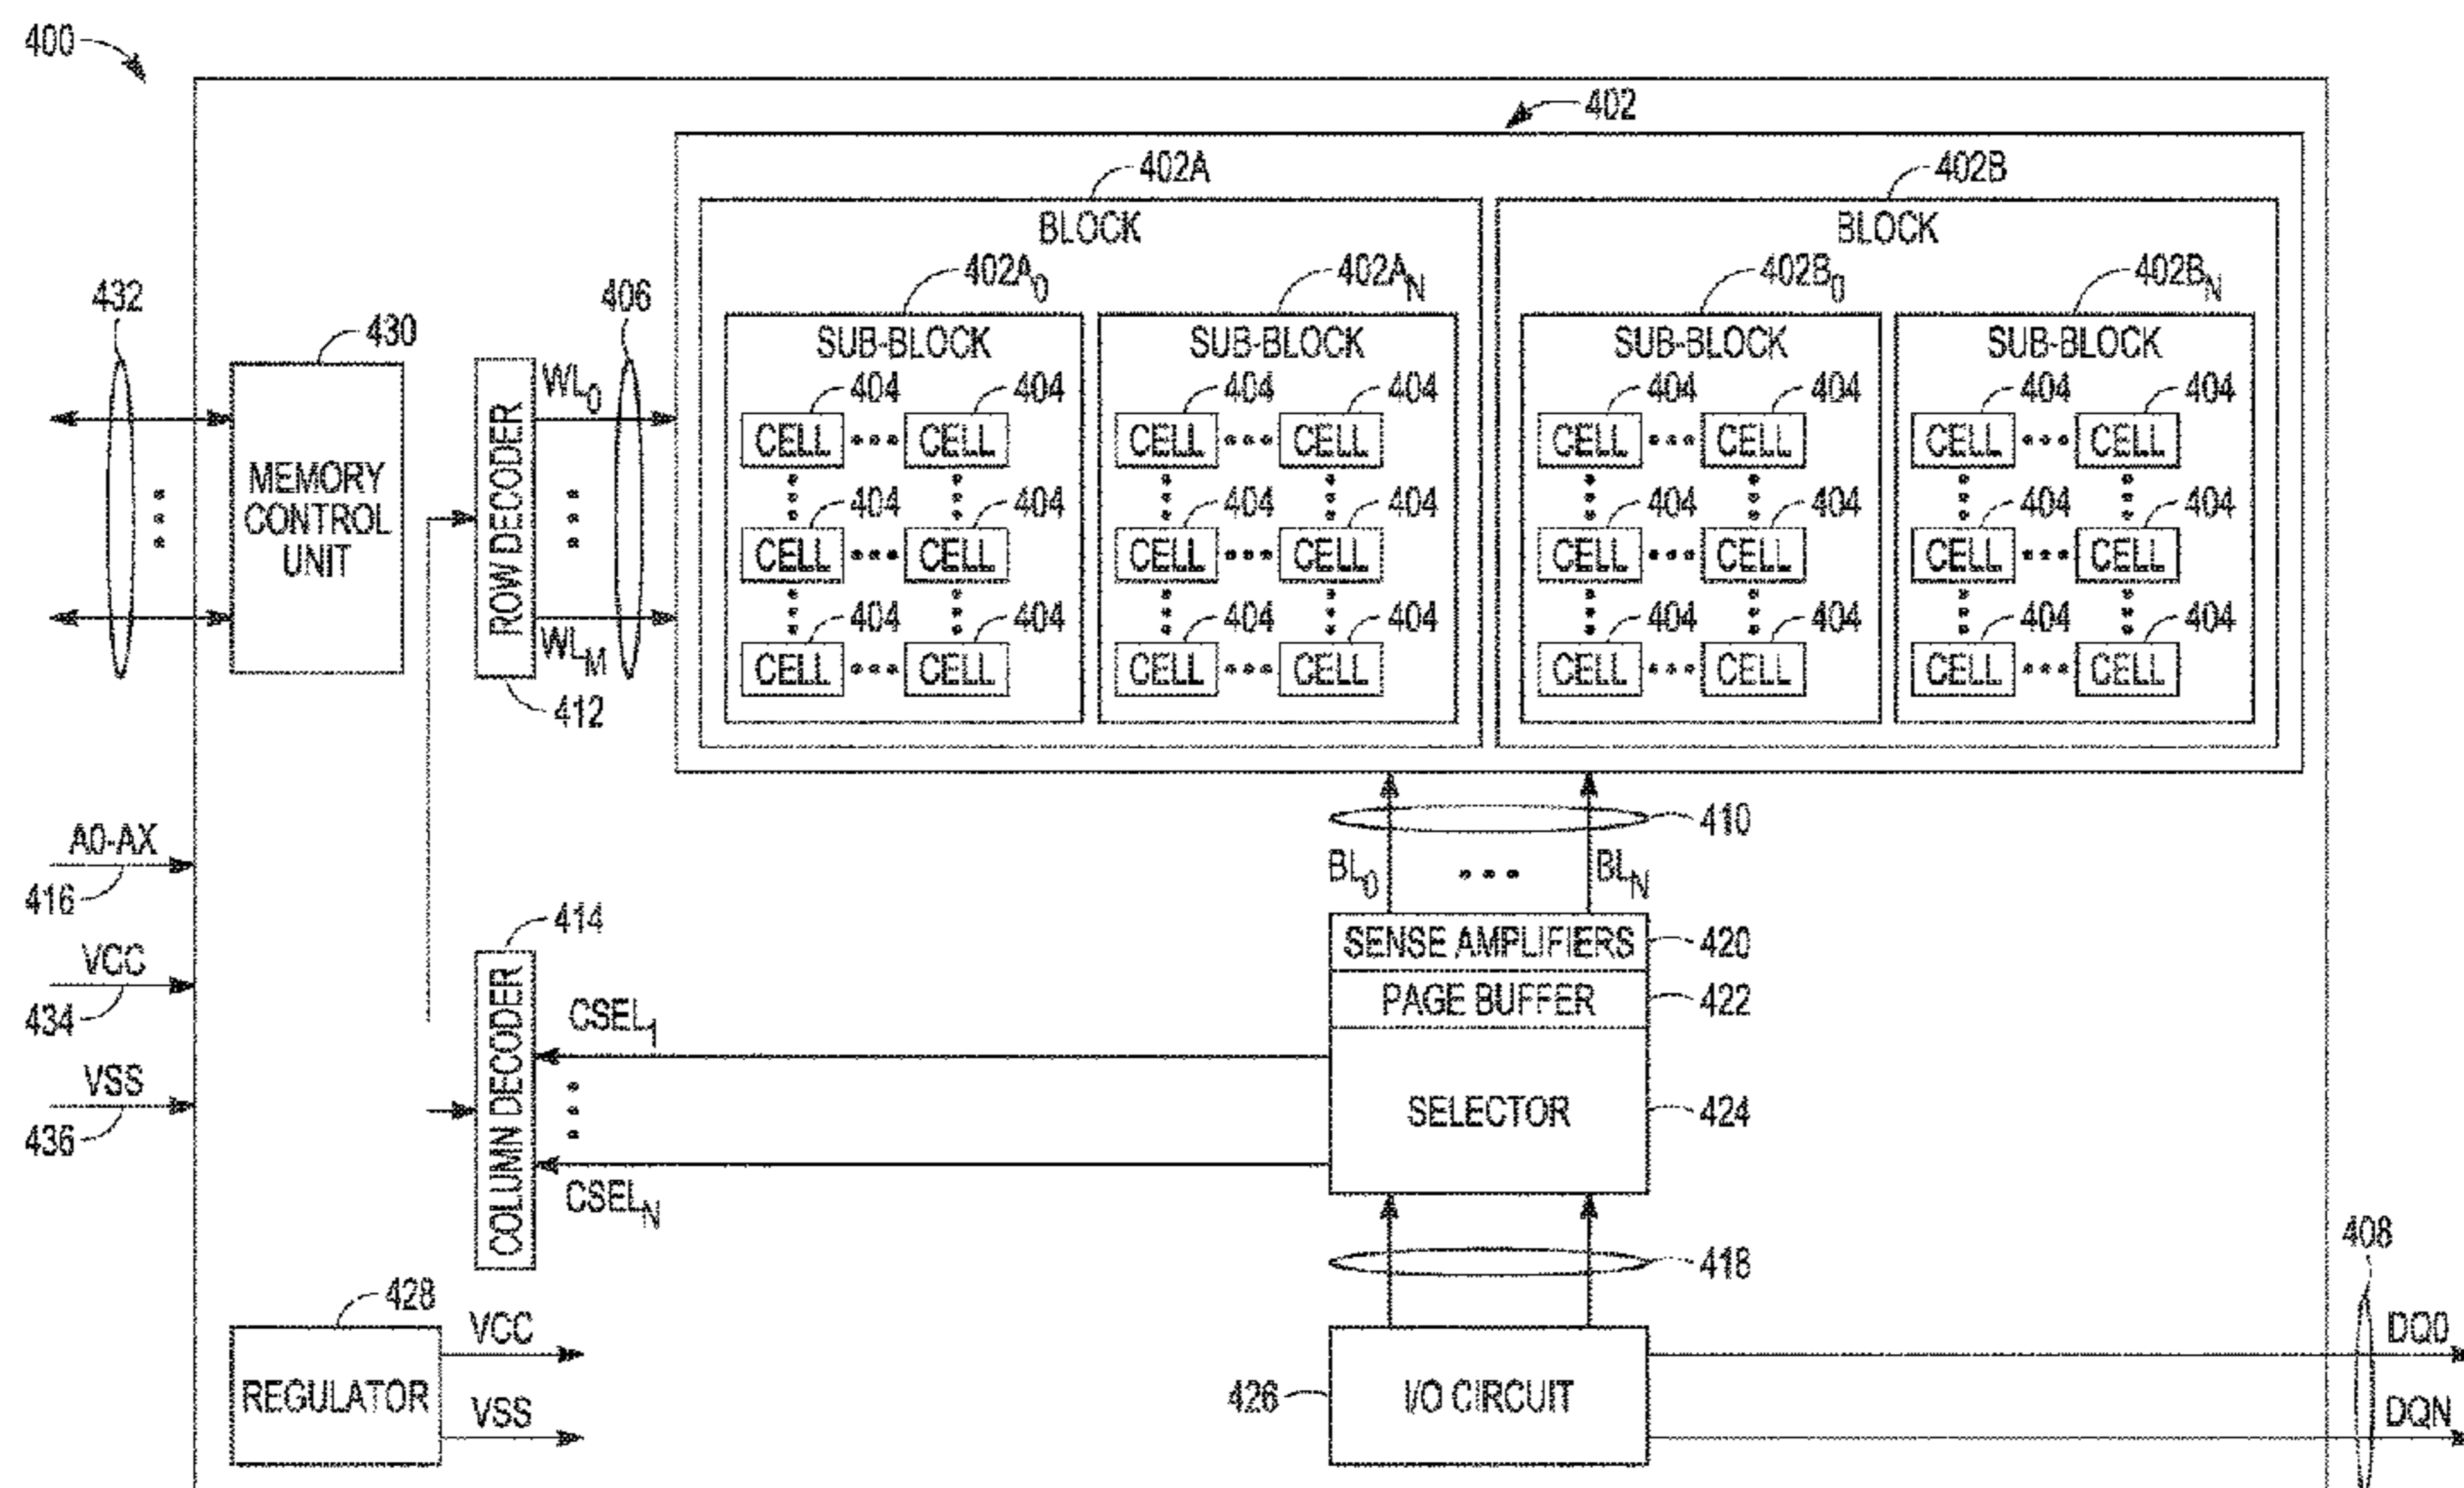 400
402
402A
402B
BLOCK
BLOCK
402A0
402AN
402B0
402BN
432
430
406
SUB-BLOCK
SUB-BLOCK
SUB-BLOCK
SUB-BLOCK
MEMORY
CONTROL
UNIT
ROW DECODER
WL0
WLM
412
404 404 404 404 404 404 404 404
CELL CELL CELL CELL CELL CELL CELL CELL
404 404 404 404 404 404 404 404
CELL CELL CELL CELL CELL CELL CELL CELL
404 404 404 404 404 404 404 404
CELL CELL CELL CELL CELL CELL CELL CELL
410
A0-AX
416
BL0
BLN
414
VCC
434
SENSE AMPLIFIERS
420
PAGE BUFFER
422
COLUMN DECODER
CSEL1
VSS
436
SELECTOR
424
CSELN
408
418
428
REGULATOR
VCC
VSS
426
I/O CIRCUIT
DQ0
DQN